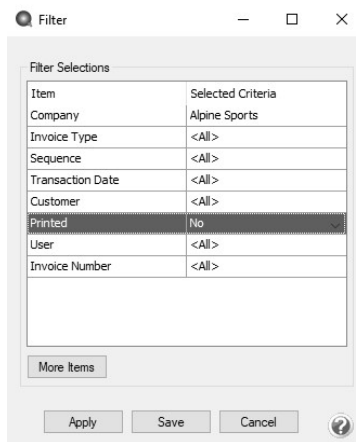 Filter
Filter Selections
Item Selected Criteria
Company Alpine Sports
Invoice Type <All>
Sequence <All>
Transaction Date <All>
Customer <All>
Printed No
User <All>
Invoice Number <All>
More Items
Apply Save Cancel ?